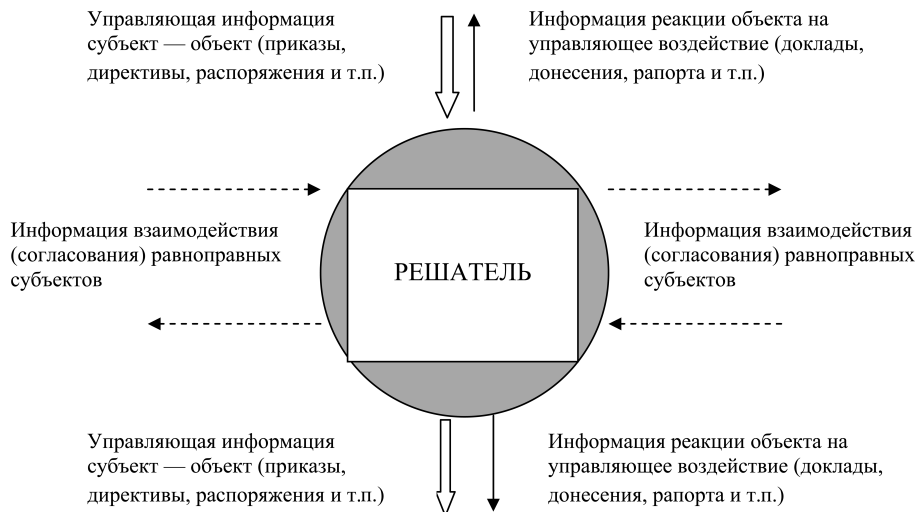 Управляющая информация
субъект — объект (приказы,
директивы, распоряжения и т.п.)
Информация реакции объекта на
управляющее воздействие (доклады,
донесения, рапорта и т.п.)
Информация взаимодействия
(согласования) равноправных
субъектов
РЕШАТЕЛЬ
Информация взаимодействия
(согласования) равноправных
субъектов
Управляющая информация
субъект — объект (приказы,
директивы, распоряжения и т.п.)
Информация реакции объекта на
управляющее воздействие (доклады,
донесения, рапорта и т.п.)